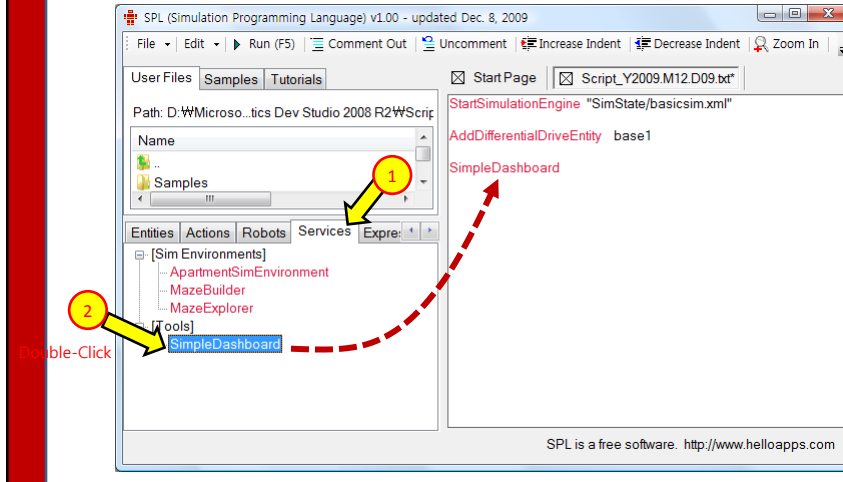 SPL (Simulation Programming Language) v1.00 - updated Dec. 8, 2009
File Edit Run (F5) Comment Out Uncomment Increase Indent Decrease Indent Zoom In
User Files Samples Tutorials
Path: D:₩Microso...tics Dev Studio 2008 R2₩Scrip
Name
..
Samples
1
Entities Actions Robots Services Expre
[Sim Environments]
ApartmentSimEnvironment
MazeBuilder
MazeExplorer
2
[Tools]
SimpleDashboard
Double-Click
Start Page Script_Y2009.M12.D09.txt*
StartSimulationEngine "SimState/basicsim.xml"
AddDifferentialDriveEntity base1
SimpleDashboard
SPL is a free software. http://www.helloapps.com